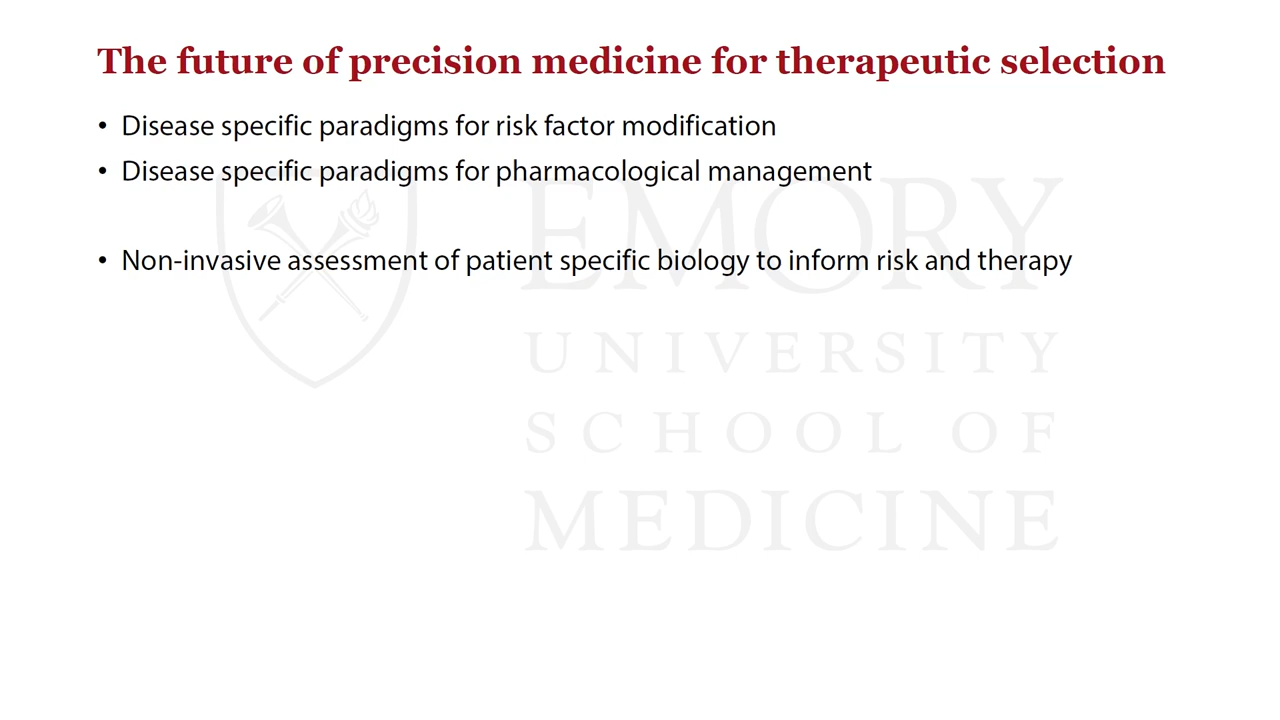 The future of precision medicine for therapeutic selection
• Disease specific paradigms for risk factor modification
• Disease specific paradigms for pharmacological management
• Non-invasive assessment of patient specific biology to inform risk and therapy
EMORY
UNIVERSITY
SCHOOL OF
MEDICINE